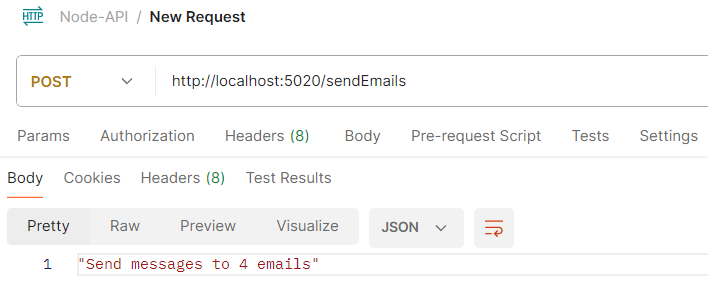 HTTP Node-API / New Request
POST http://localhost:5020/sendEmails
Params Authorization Headers (8) Body Pre-request Script Tests Settings
Body Cookies Headers (8) Test Results
Pretty Raw Preview Visualize JSON
1 "Send messages to 4 emails"